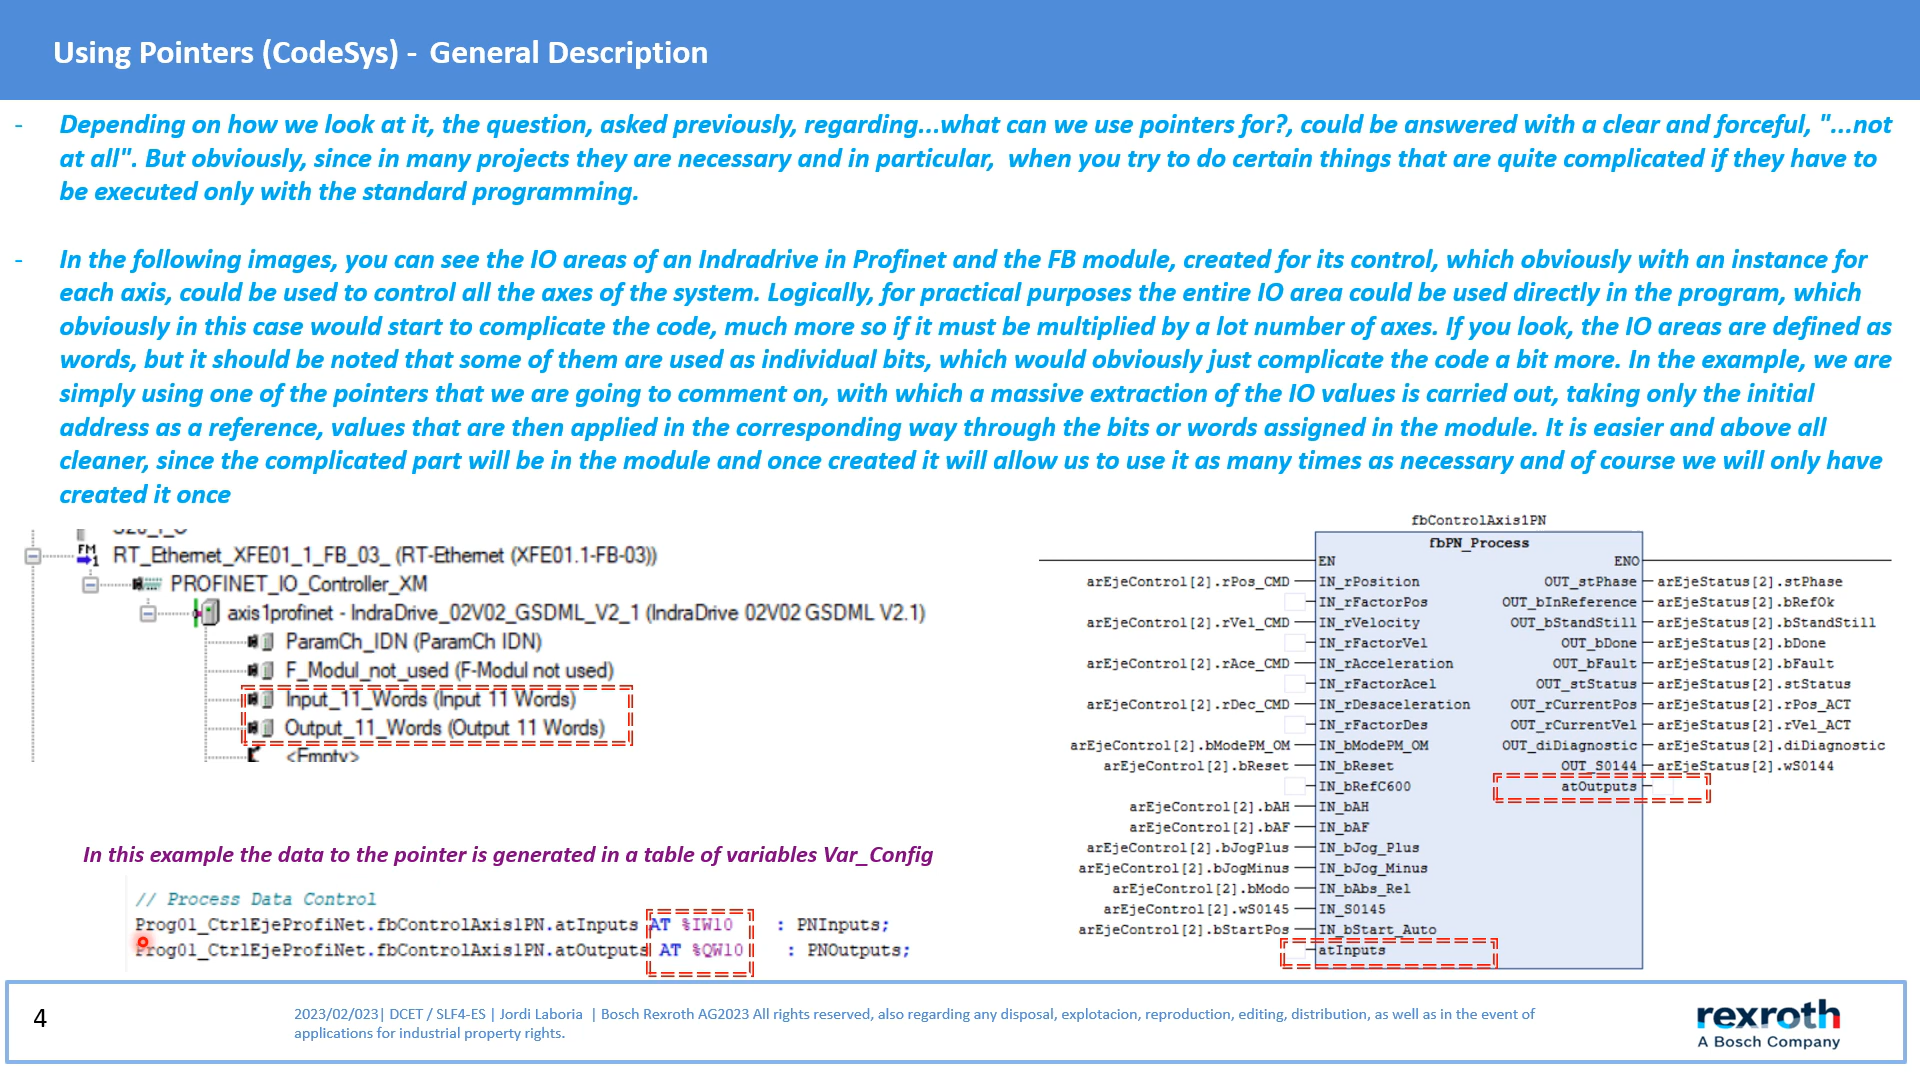 Using Pointers (CodeSys) - General Description
- Depending on how we look at it, the question, asked previously, regarding...what can we use pointers for?, could be answered with a clear and forceful, "...not
at all". But obviously, since in many projects they are necessary and in particular, when you try to do certain things that are quite complicated if they have to
be executed only with the standard programming.
- In the following images, you can see the IO areas of an Indradrive in Profinet and the FB module, created for its control, which obviously with an instance for
each axis, could be used to control all the axes of the system. Logically, for practical purposes the entire IO area could be used directly in the program, which
obviously in this case would start to complicate the code, much more so if it must be multiplied by a lot number of axes. If you look, the IO areas are defined as
words, but it should be noted that some of them are used as individual bits, which would obviously just complicate the code a bit more. In the example, we are
simply using one of the pointers that we are going to comment on, with which a massive extraction of the IO values is carried out, taking only the initial
address as a reference, values that are then applied in the corresponding way through the bits or words assigned in the module. It is easier and above all
cleaner, since the complicated part will be in the module and once created it will allow us to use it as many times as necessary and of course we will only have
created it once
FM
1
RT_Ethernet_XFE01_1_FB_03_ (RT-Ethernet (XFE01.1-FB-03))
PROFINET_IO_Controller_XM
axis1profinet - IndraDrive_02V02_GSDML_V2_1 (IndraDrive 02V02 GSDML V2.1)
ParamCh_IDN (ParamCh IDN)
F_Modul_not_used (F-Modul not used)
Input_11_Words (Input 11 Words)
Output_11_Words (Output 11 Words)
<Empty>
In this example the data to the pointer is generated in a table of variables Var_Config
// Process Data Control
Prog01_CtrlEjeProfiNet.fbControlAxis1PN.atInputs AT %IW10 : PNInputs;
Prog01_CtrlEjeProfiNet.fbControlAxis1PN.atOutputs AT %QW10 : PNOutputs;
fbControlAxis1PN
fbPN_Process
EN ENO
arEjeControl[2].rPos_CMD IN_rPosition OUT_stPhase arEjeStatus[2].stPhase
IN_rFactorPos OUT_bInReference arEjeStatus[2].bRefOk
arEjeControl[2].rVel_CMD IN_rVelocity OUT_bStandStill arEjeStatus[2].bStandStill
IN_rFactorVel OUT_bDone arEjeStatus[2].bDone
arEjeControl[2].rAce_CMD IN_rAcceleration OUT_bFault arEjeStatus[2].bFault
IN_rFactorAcel OUT_stStatus arEjeStatus[2].stStatus
arEjeControl[2].rDec_CMD IN_rDesaceleration OUT_rCurrentPos arEjeStatus[2].rPos_ACT
IN_rFactorDes OUT_rCurrentVel arEjeStatus[2].rVel_ACT
arEjeControl[2].bModePM_OM IN_bModePM_OM OUT_diDiagnostic arEjeStatus[2].diDiagnostic
arEjeControl[2].bReset IN_bReset OUT_S0144 arEjeStatus[2].wS0144
IN_bRefC600 atOutputs
arEjeControl[2].bAH IN_bAH
arEjeControl[2].bAF IN_bAF
arEjeControl[2].bJogPlus IN_bJog_Plus
arEjeControl[2].bJogMinus IN_bJog_Minus
arEjeControl[2].bModo IN_bAbs_Rel
arEjeControl[2].wS0145 IN_S0145
arEjeControl[2].bStartPos IN_bStart_Auto
atInputs
4
2023/02/023| DCET / SLF4-ES | Jordi Laboria | Bosch Rexroth AG2023 All rights reserved, also regarding any disposal, explotacion, reproduction, editing, distribution, as well as in the event of
applications for industrial property rights.
rexroth
A Bosch Company